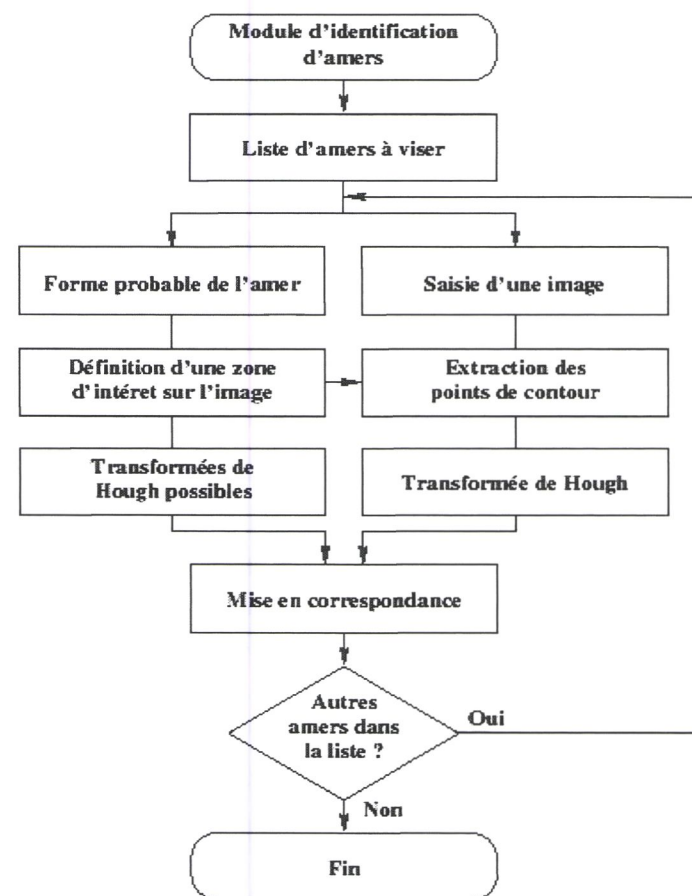 Module d'identification
d'amers
Liste d'amers à viser
Forme probable de l'amer
Saisie d'une image
Définition d'une zone
d'intéret sur l'image
Extraction des
points de contour
Transformées de
Hough possibles
Transformée de Hough
Mise en correspondance
Autres
amers dans
la liste ?
Oui
Non
Fin